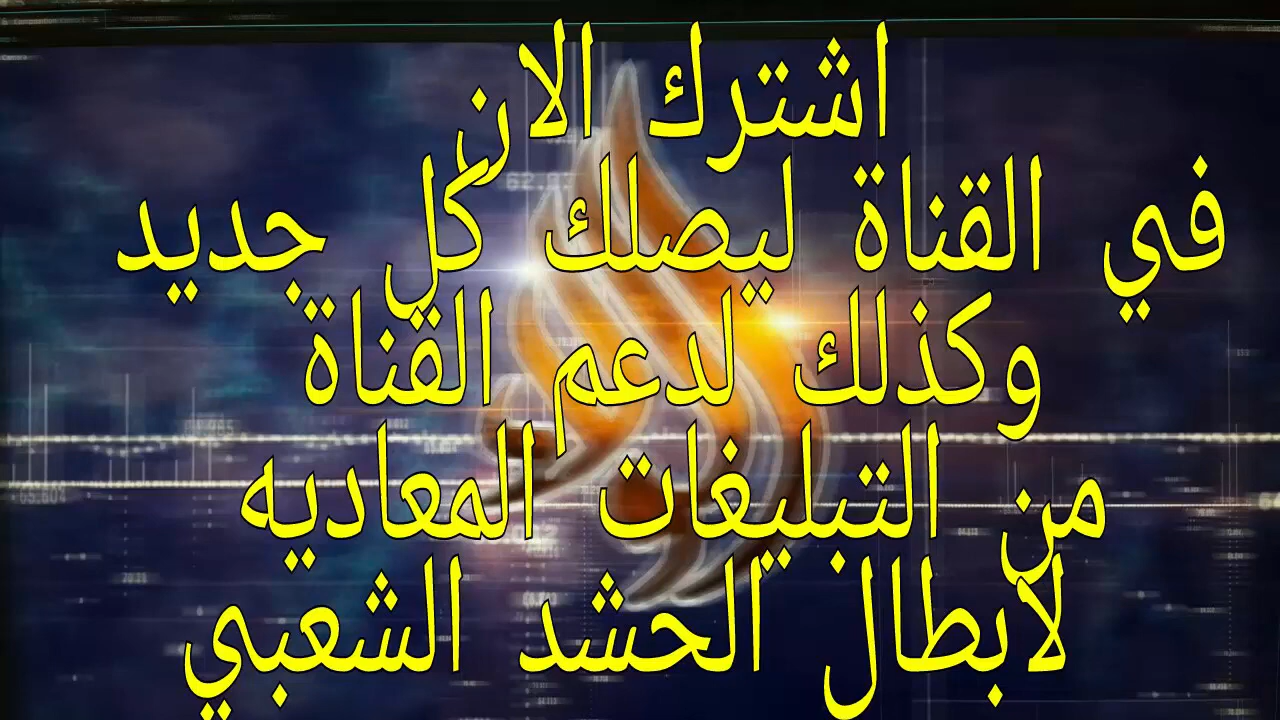 اشترك الان
في القناة ليصلك كل جديد
وكذلك لدعم القناة
من التبليغات المعاديه
لابطال الحشد الشعبي